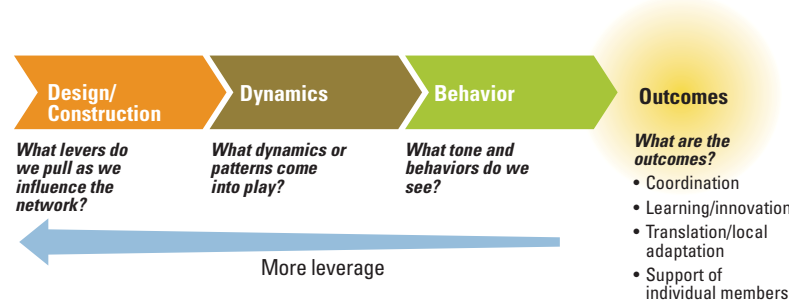 Design/
Construction
Dynamics
Behavior
Outcomes
What levers do
we pull as we
influence the
network?
What dynamics or
patterns come
into play?
What tone and
behaviors do we
see?
What are the
outcomes?
• Coordination
• Learning/innovation
• Translation/local
adaptation
• Support of
individual members
More leverage